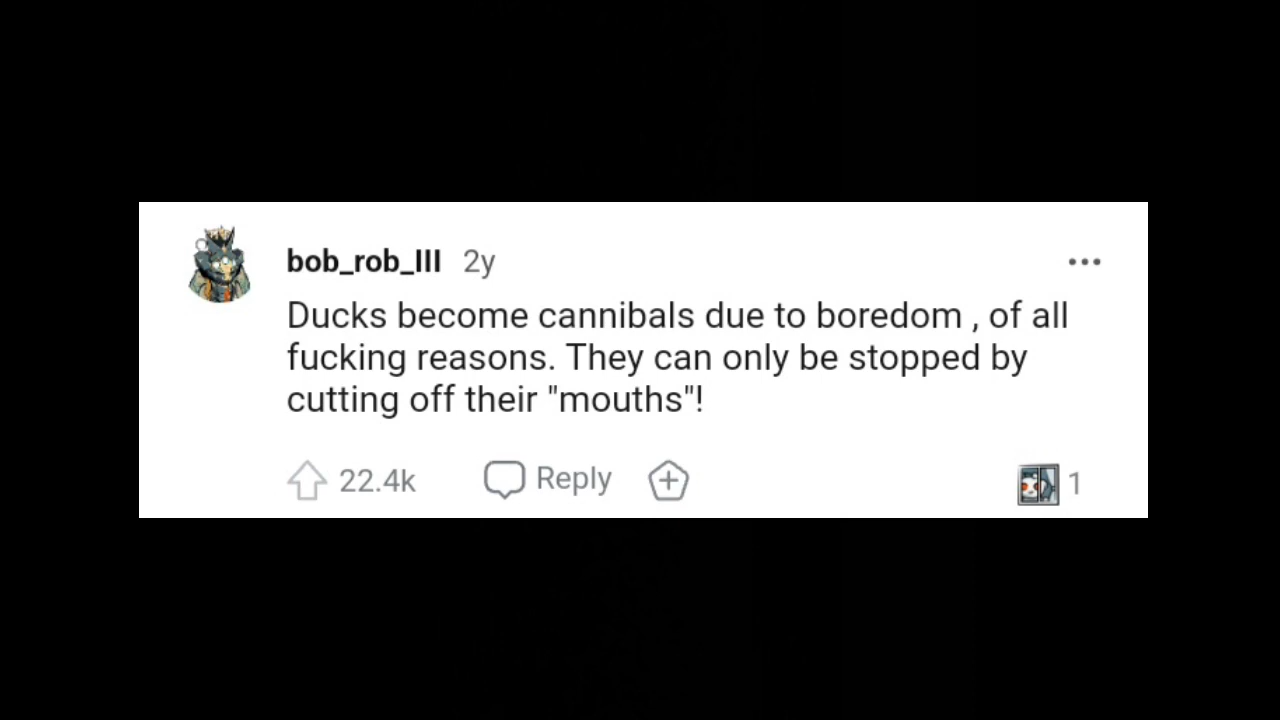 bob_rob_III 2y
Ducks become cannibals due to boredom , of all
fucking reasons. They can only be stopped by
cutting off their "mouths"!
22.4k Reply 1